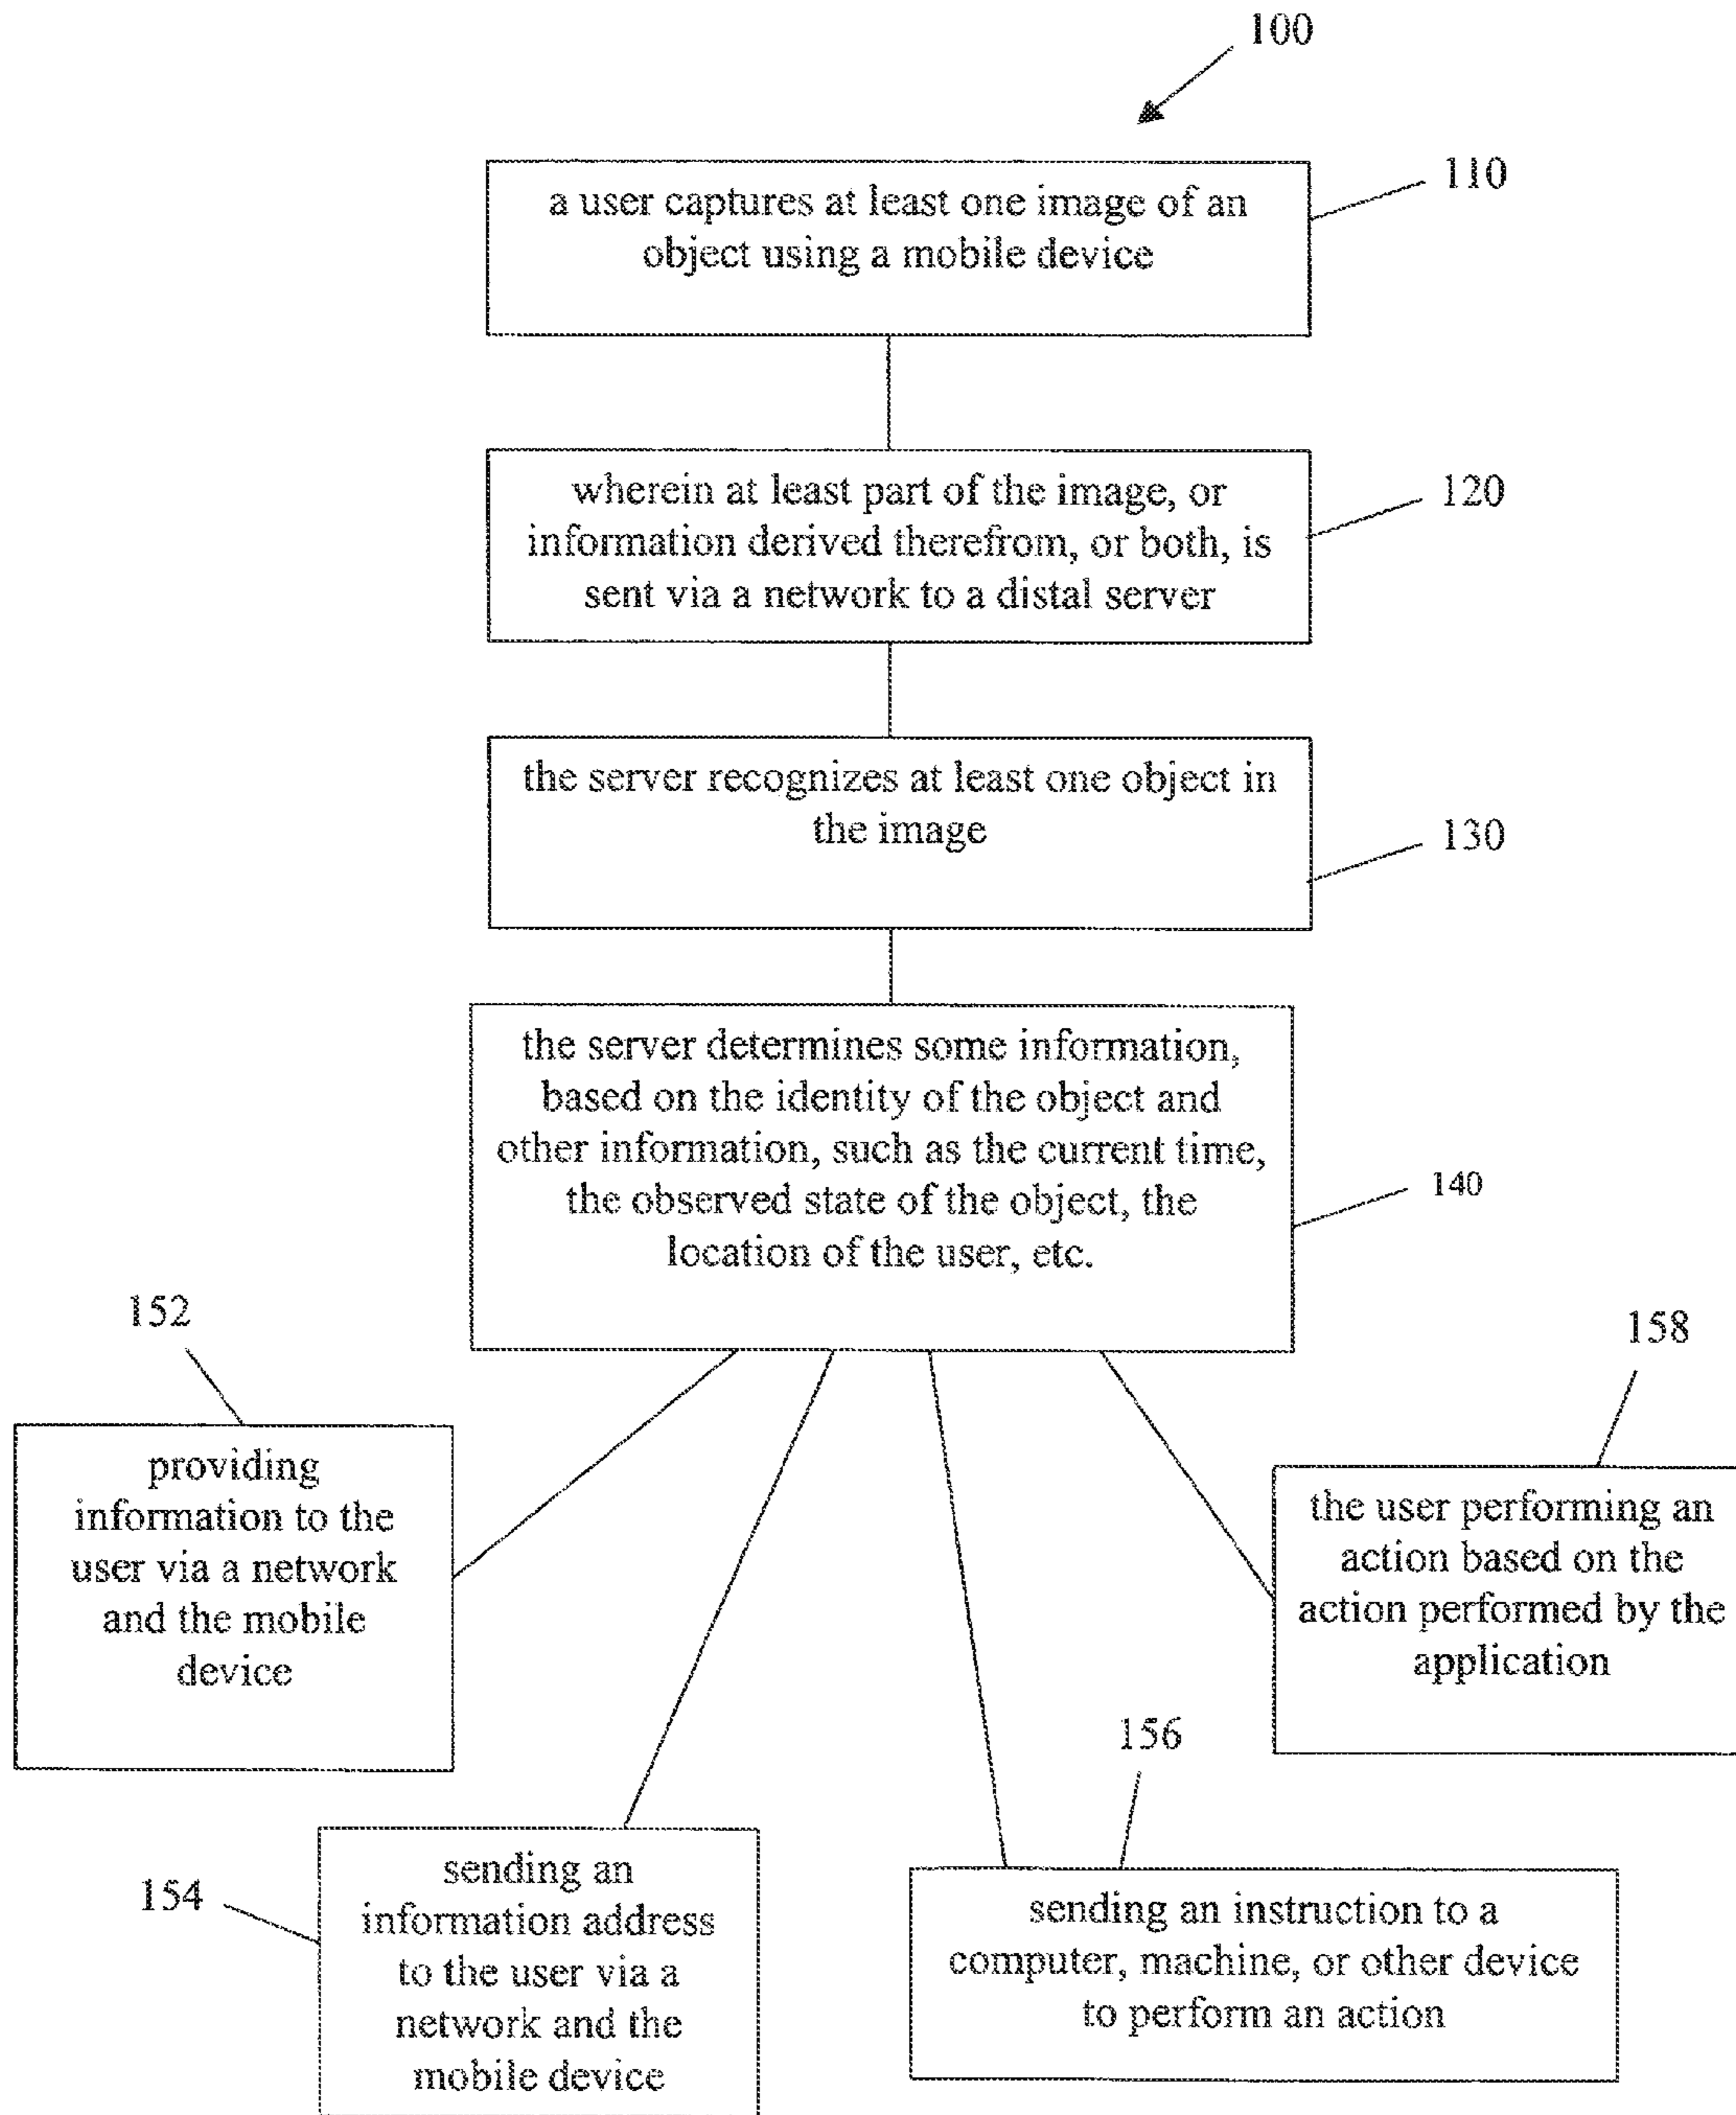 100
110
a user captures at least one image of an
object using a mobile device
120
wherein at least part of the image, or
information derived therefrom, or both, is
sent via a network to a distal server
the server recognizes at least one object in
the image
130
the server determines some information,
based on the identity of the object and
other information, such as the current time,
the observed state of the object, the
location of the user, etc.
140
152
providing
information to the
user via a network
and the mobile
device
158
the user performing an
action based on the
action performed by the
application
154
sending an
information address
to the user via a
network and the
mobile device
156
sending an instruction to a
computer, machine, or other device
to perform an action